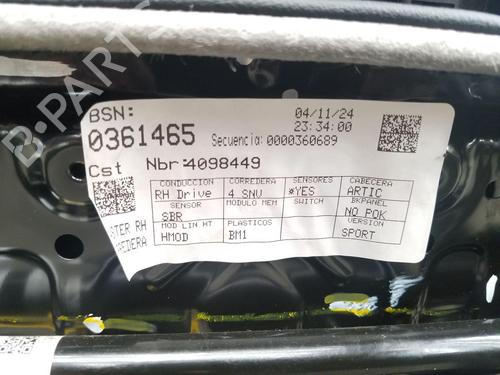 BSN:
04/11/24
23:34:00
0361465
Secuencia: 0000360689
Cst Nbr:4098449
CONDUCCION CORREDERA SENSORES CABECERA
RH Drive 4 SNV *YES ARTIC
SENSOR MODULO MEM SWITCH BKPANEL
SBR NO POK
MOD LIN HT PLASTICOS VERSION
HMOD BM1 SPORT
STER RH
REDERA
B-PARTS